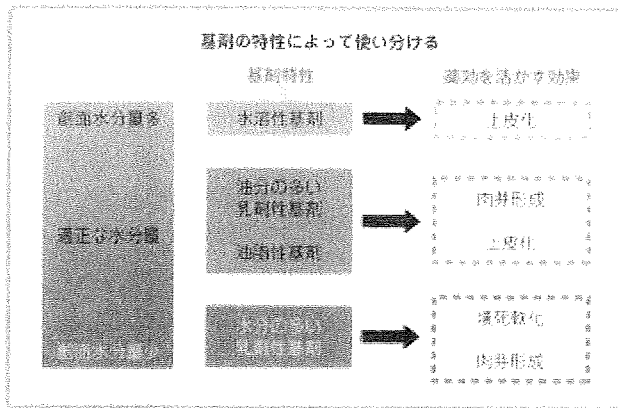 基剤の特性によって使い分ける
基剤特性
薬効を活かす効果
創面水分量多
水溶性基剤
上皮化
適正な水分量
油分の多い
乳剤性基剤
油脂性基剤
肉芽形成
上皮化
創面水分量少
水分の多い
乳剤性基剤
壊死軟化
肉芽形成